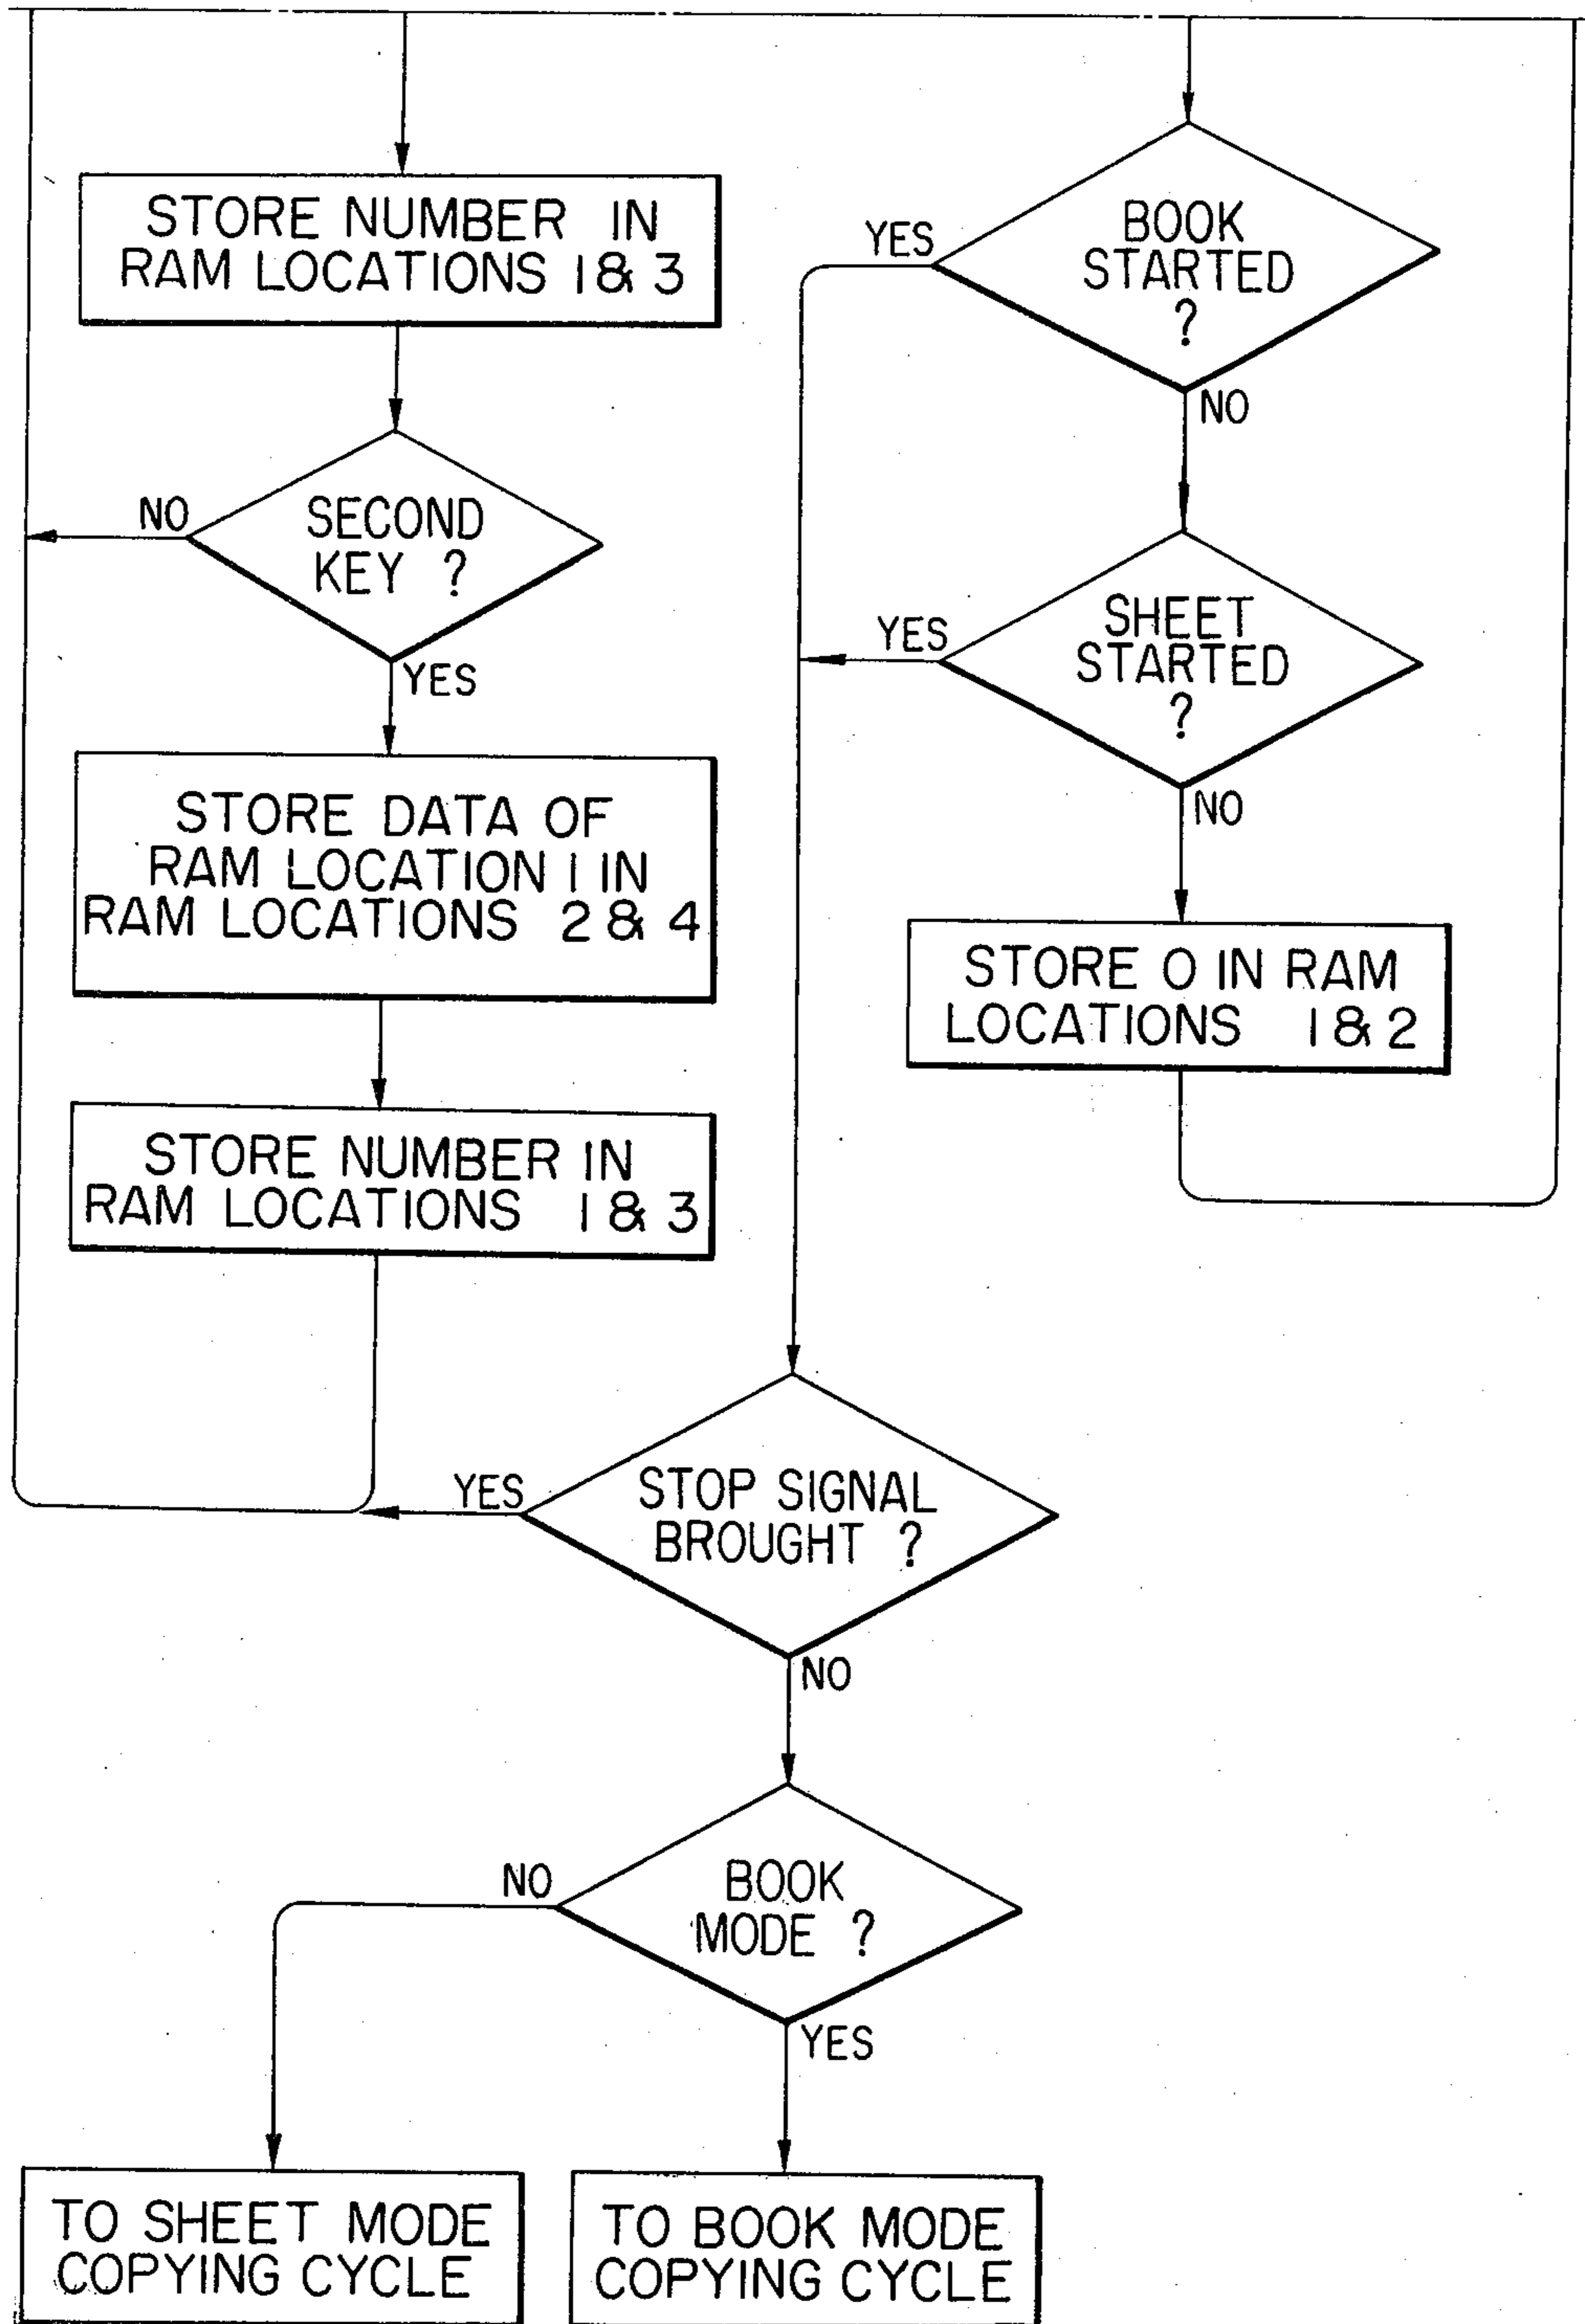 STORE NUMBER IN
RAM LOCATIONS 1 & 3
BOOK
STARTED
?
YES
NO
SECOND
KEY ?
NO
YES
SHEET
STARTED
?
YES
NO
STORE DATA OF
RAM LOCATION 1 IN
RAM LOCATIONS 2 & 4
STORE 0 IN RAM
LOCATIONS 1 & 2
STORE NUMBER IN
RAM LOCATIONS 1 & 3
YES
STOP SIGNAL
BROUGHT ?
NO
NO
BOOK
MODE ?
YES
TO SHEET MODE
COPYING CYCLE
TO BOOK MODE
COPYING CYCLE